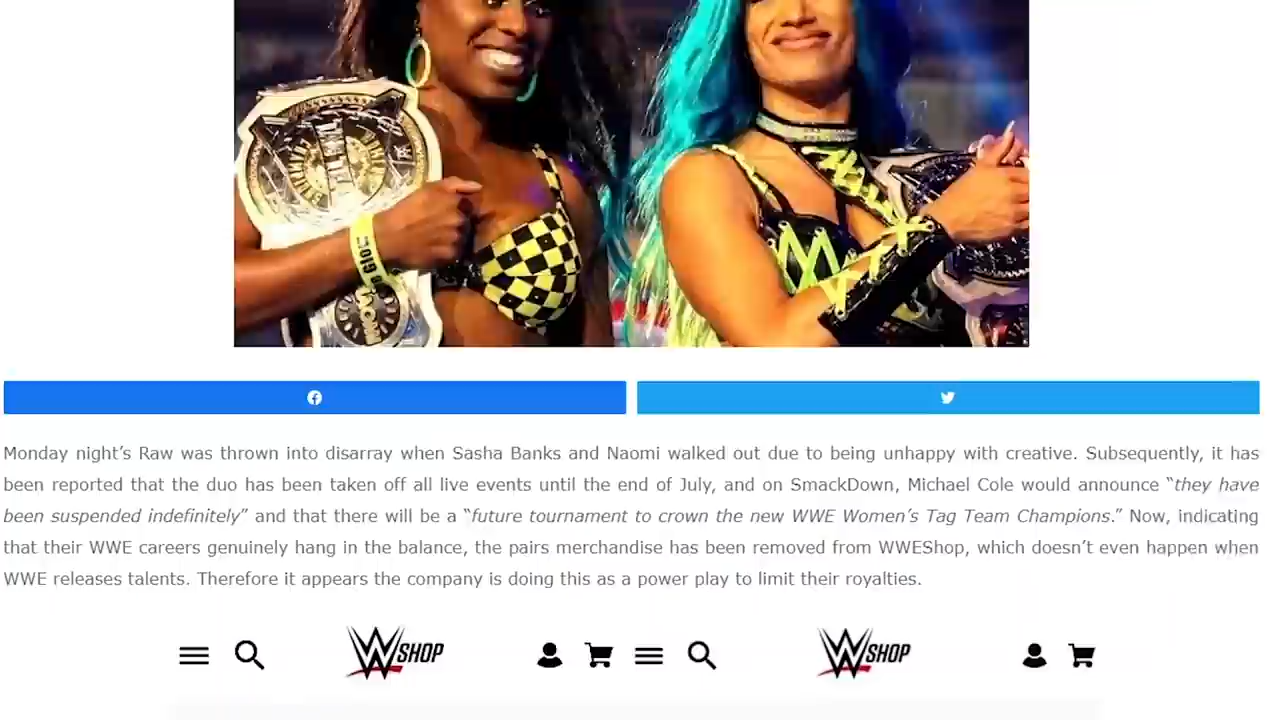 Monday night’s Raw was thrown into disarray when Sasha Banks and Naomi walked out due to being unhappy with creative. Subsequently, it has
been reported that the duo has been taken off all live events until the end of July, and on SmackDown, Michael Cole would announce “they have
been suspended indefinitely” and that there will be a “future tournament to crown the new WWE Women’s Tag Team Champions.” Now, indicating
that their WWE careers genuinely hang in the balance, the pairs merchandise has been removed from WWEShop, which doesn’t even happen when
WWE releases talents. Therefore it appears the company is doing this as a power play to limit their royalties.
SHOP SHOP